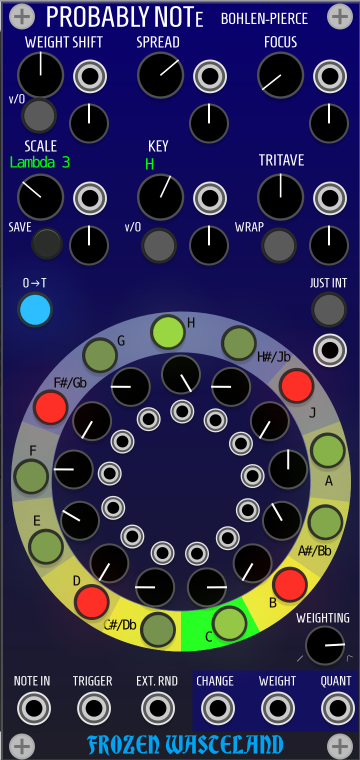 PROBABLY NOTE BOHLEN-PIERCE
WEIGHT SHIFT SPREAD FOCUS
V/O
SCALE KEY TRITAVE
Lambda 3 H
SAVE V/O WRAP
O→T JUST INT
H
G H#/Jb
F#/Gb J
F A
E A#/Bb
D B
C#/Db C
WEIGHTING
NOTE IN TRIGGER EXT. RND CHANGE WEIGHT QUANT
FROZEN WASTELAND